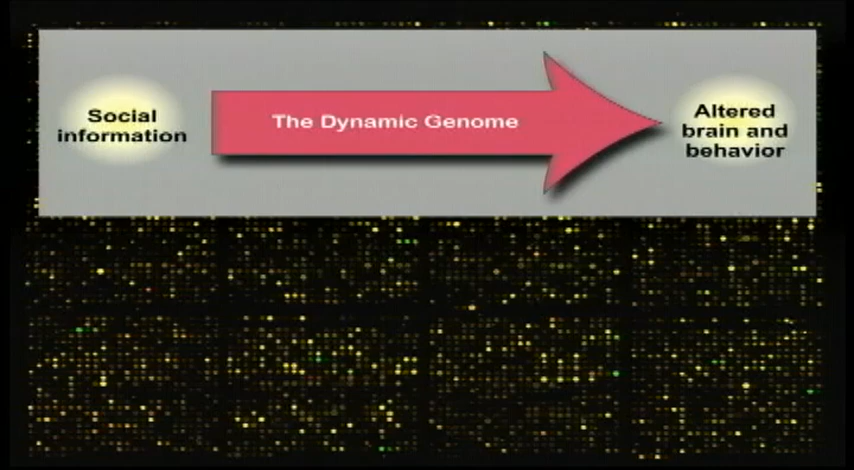 Social
information
The Dynamic Genome
Altered
brain and
behavior